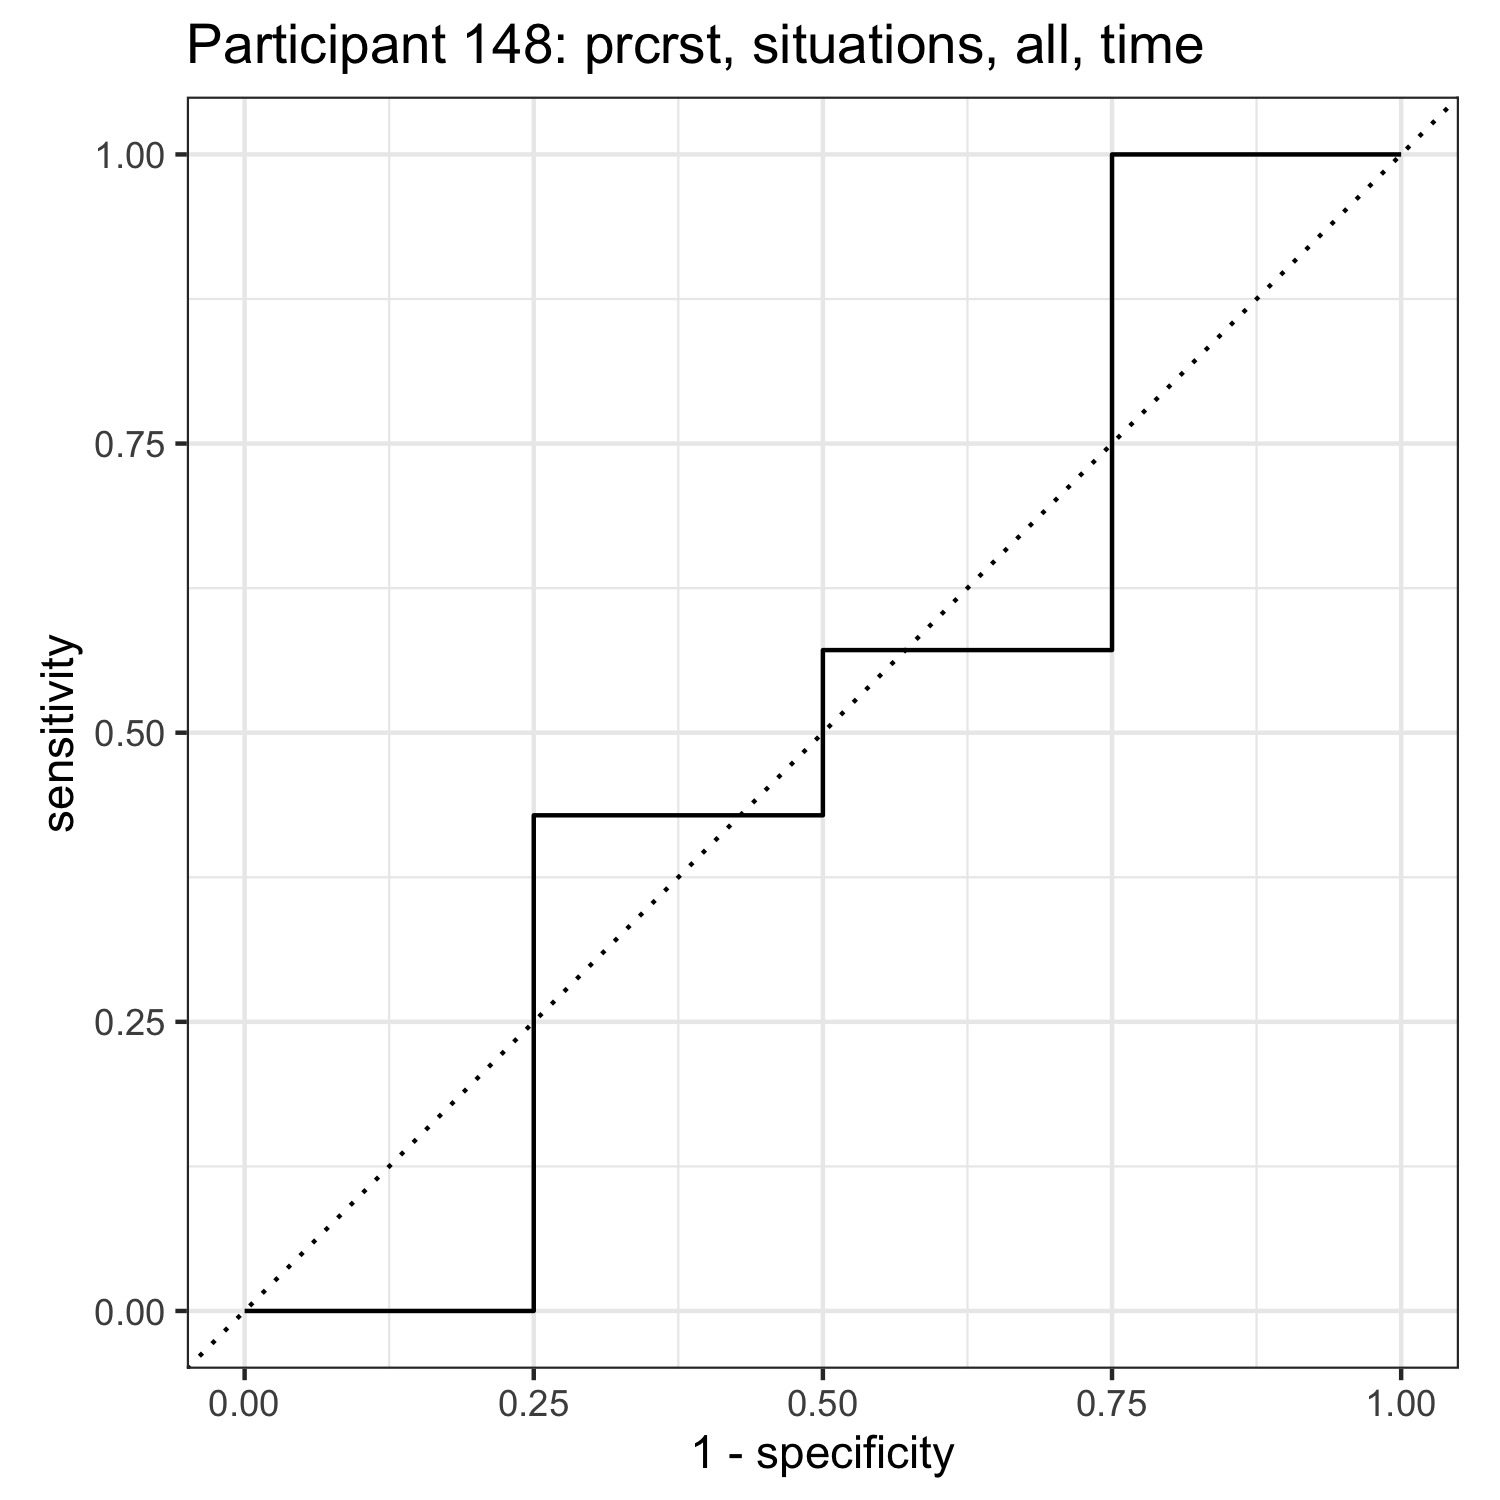 Participant 148: prcrst, situations, all, time
1.00
0.75
0.50
0.25
0.00
sensitivity
0.00 0.25 0.50 0.75 1.00
1 - specificity